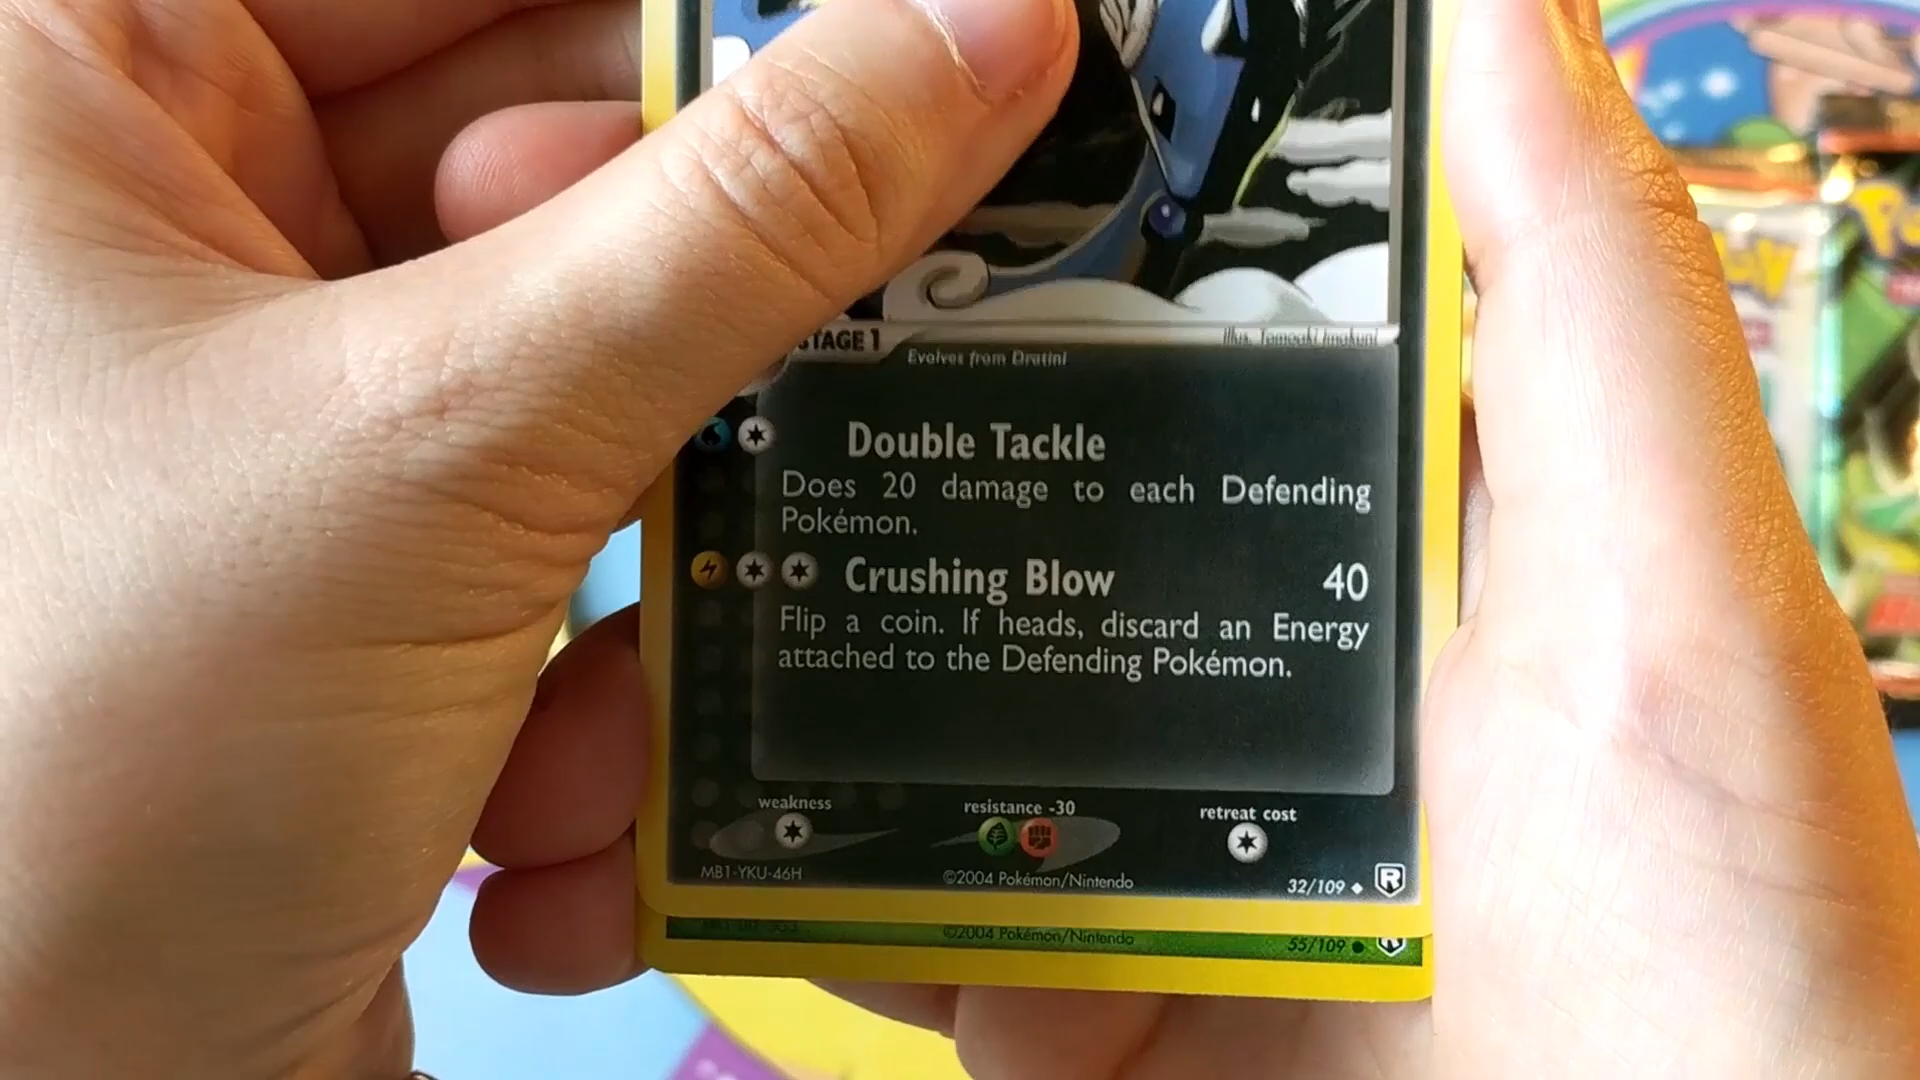 STAGE 1
Illus. Tomoaki Imakuni
Evolves from Dratini
Double Tackle
Does 20 damage to each Defending
Pokémon.
Crushing Blow 40
Flip a coin. If heads, discard an Energy
attached to the Defending Pokémon.
weakness resistance -30 retreat cost
MB1-YKU-46H ©2004 Pokémon/Nintendo 32/109 R
©2004 Pokémon/Nintendo 55/109 R